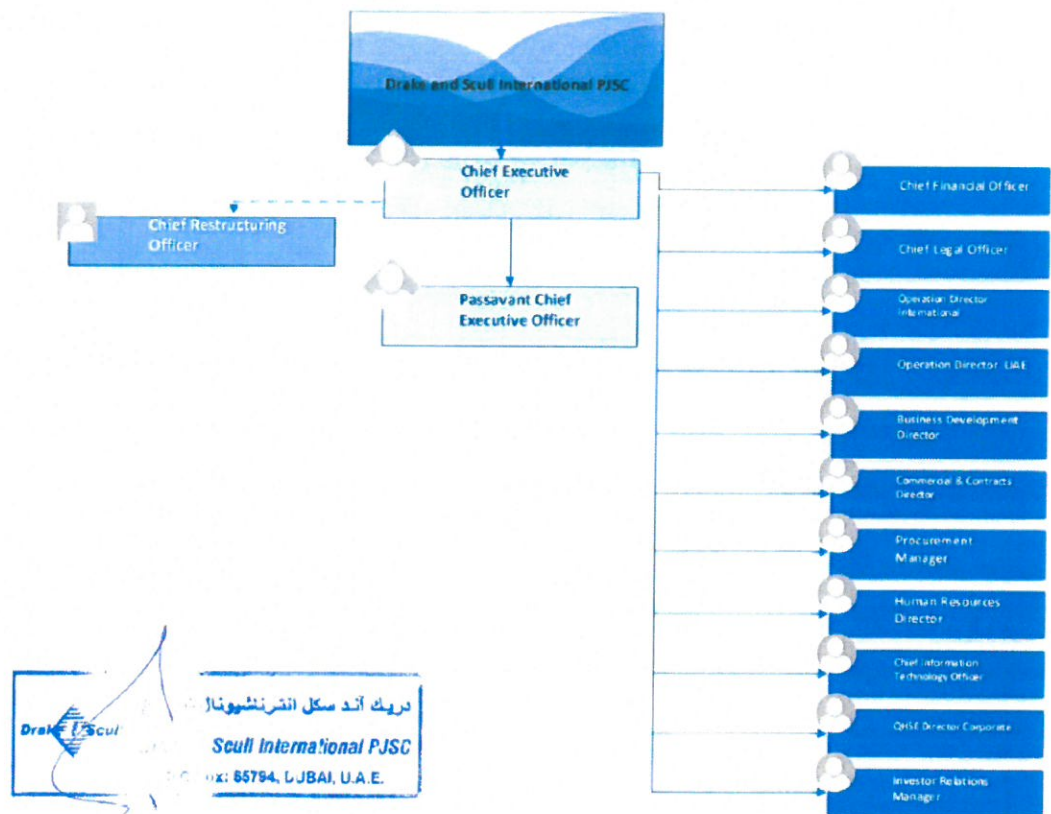 Drake and Scull International PJSC
Chief Executive
Officer
Chief Restructuring
Officer
Passavant Chief
Executive Officer
Chief Financial Officer
Chief Legal Officer
Operation Director
International
Operation Director UAE
Business Development
Director
Commercial & Contracts
Director
Procurement
Manager
Human Resources
Director
Chief Information
Technology Officer
QHSE Director Corporate
Investor Relations
Manager
دريك آند سكل انترناشيونال
Drake Scull
Scull International PJSC
65794, DUBAI, U.A.E.